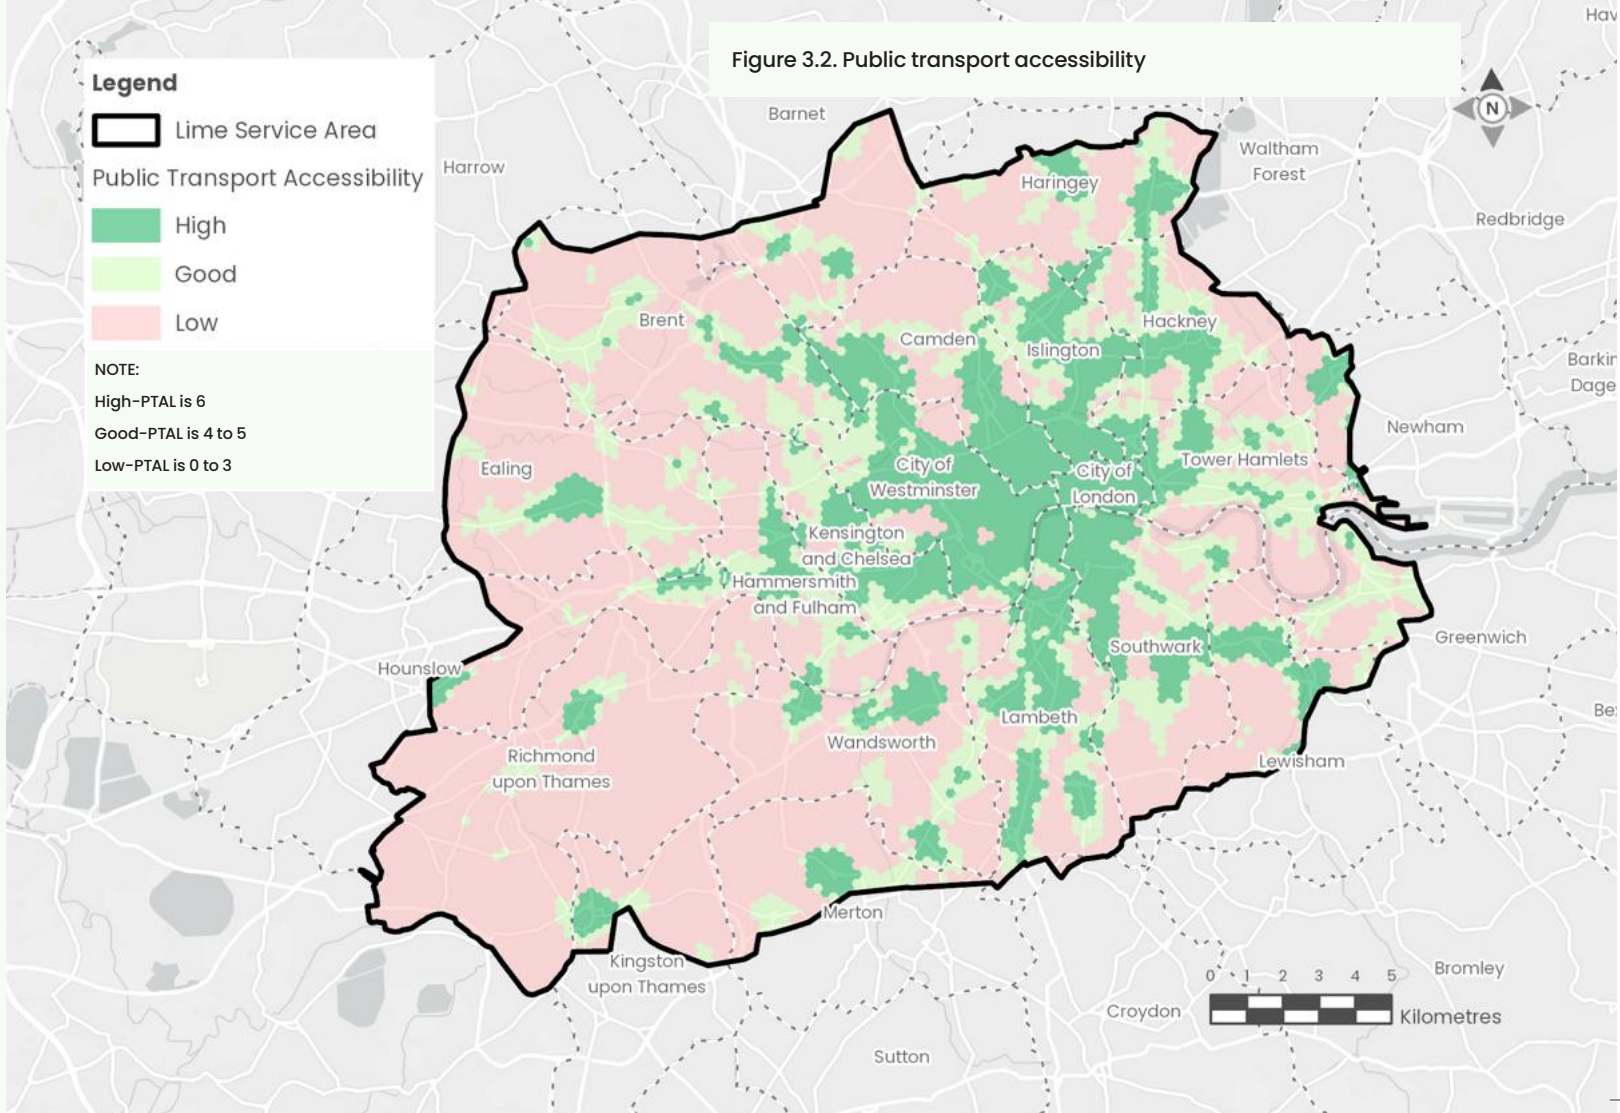 Figure 3.2. Public transport accessibility
Legend
Lime Service Area
Public Transport Accessibility
High
Good
Low
NOTE:
High-PTAL is 6
Good-PTAL is 4 to 5
Low-PTAL is 0 to 3
N
Barnet
Harrow
Haringey
Waltham
Forest
Redbridge
Brent
Camden
Islington
Hackney
Newham
Ealing
City of
Westminster
City of
London
Tower Hamlets
Kensington
and Chelsea
Hammersmith
and Fulham
Hounslow
Southwark
Greenwich
Richmond
upon Thames
Wandsworth
Lambeth
Lewisham
Merton
Kingston
upon Thames
Bromley
Croydon
Sutton
0 1 2 3 4 5
Kilometres
Hav
Barkin
Dage
Be